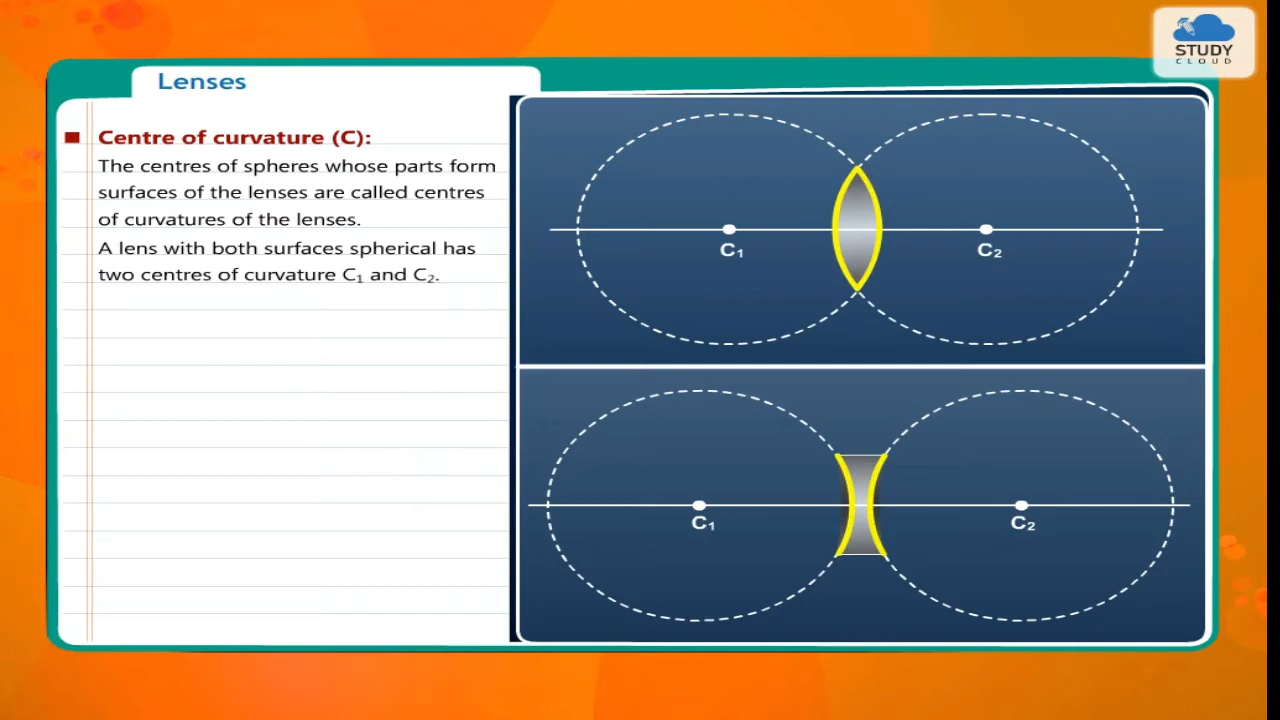 STUDY
CLOUD
Lenses
Centre of curvature (C):
The centres of spheres whose parts form
surfaces of the lenses are called centres
of curvatures of the lenses.
A lens with both surfaces spherical has
two centres of curvature C₁ and C₂.
C₁ C₂
C₁ C₂